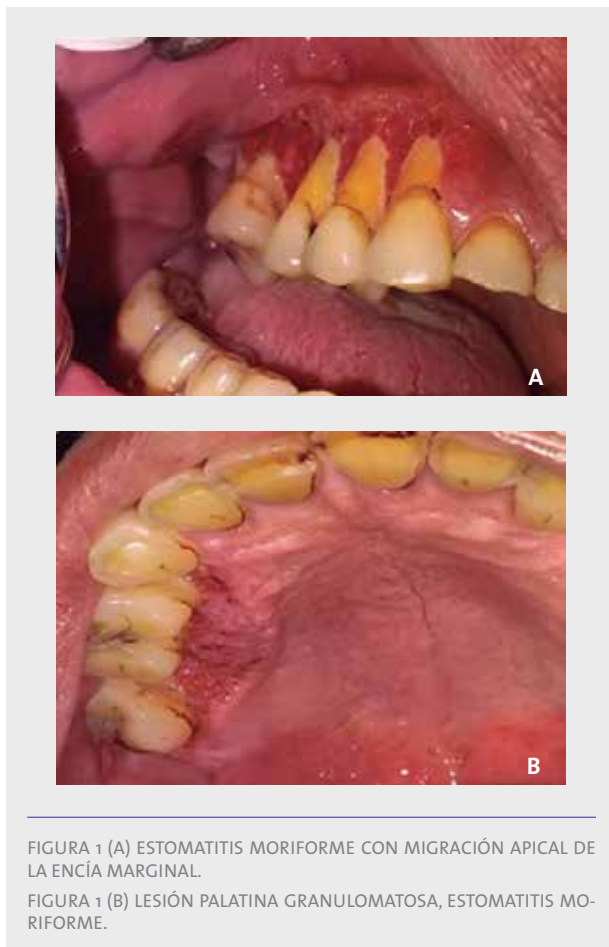 A
B
FIGURA 1 (A) ESTOMATITIS MORIFORME CON MIGRACIÓN APICAL DE
LA ENCÍA MARGINAL.
FIGURA 1 (B) LESIÓN PALATINA GRANULOMATOSA, ESTOMATITIS MO-
RIFORME.